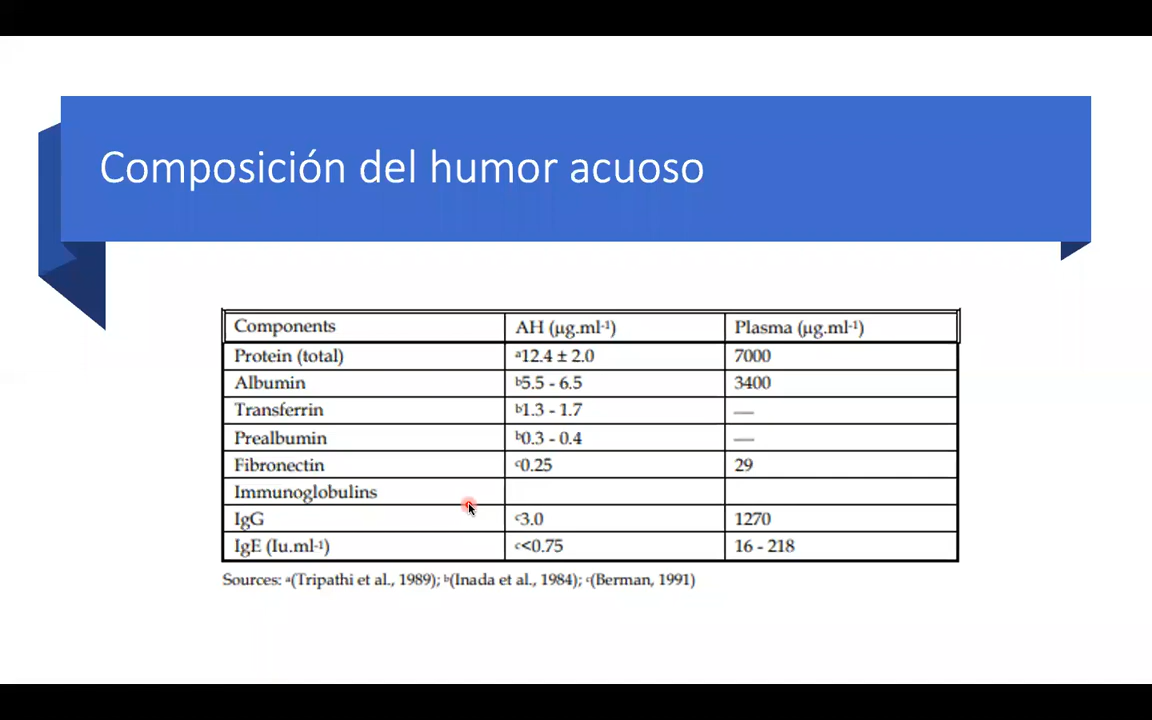 Composición del humor acuoso
Components AH (µg.ml-1) Plasma (µg.ml-1)
Protein (total) a12.4 ± 2.0 7000
Albumin b5.5 - 6.5 3400
Transferrin b1.3 - 1.7 —
Prealbumin b0.3 - 0.4 —
Fibronectin c0.25 29
Immunoglobulins
IgG c3.0 1270
IgE (Iu.ml-1) c<0.75 16 - 218
Sources: a(Tripathi et al., 1989); b(Inada et al., 1984); c(Berman, 1991)